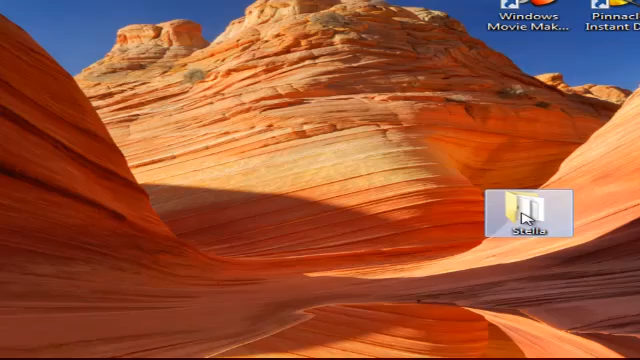 Windows
Movie Mak...
Pinnacl
Instant D
Stella